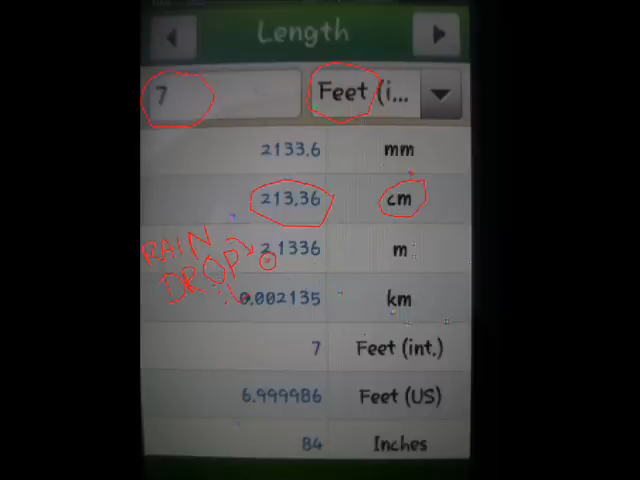 Length
7 Feet (i...
2133.6 mm
213.36 cm
2.1336 m
RAIN
DROP
0.002135 km
7 Feet (int.)
6.999986 Feet (US)
84 Inches